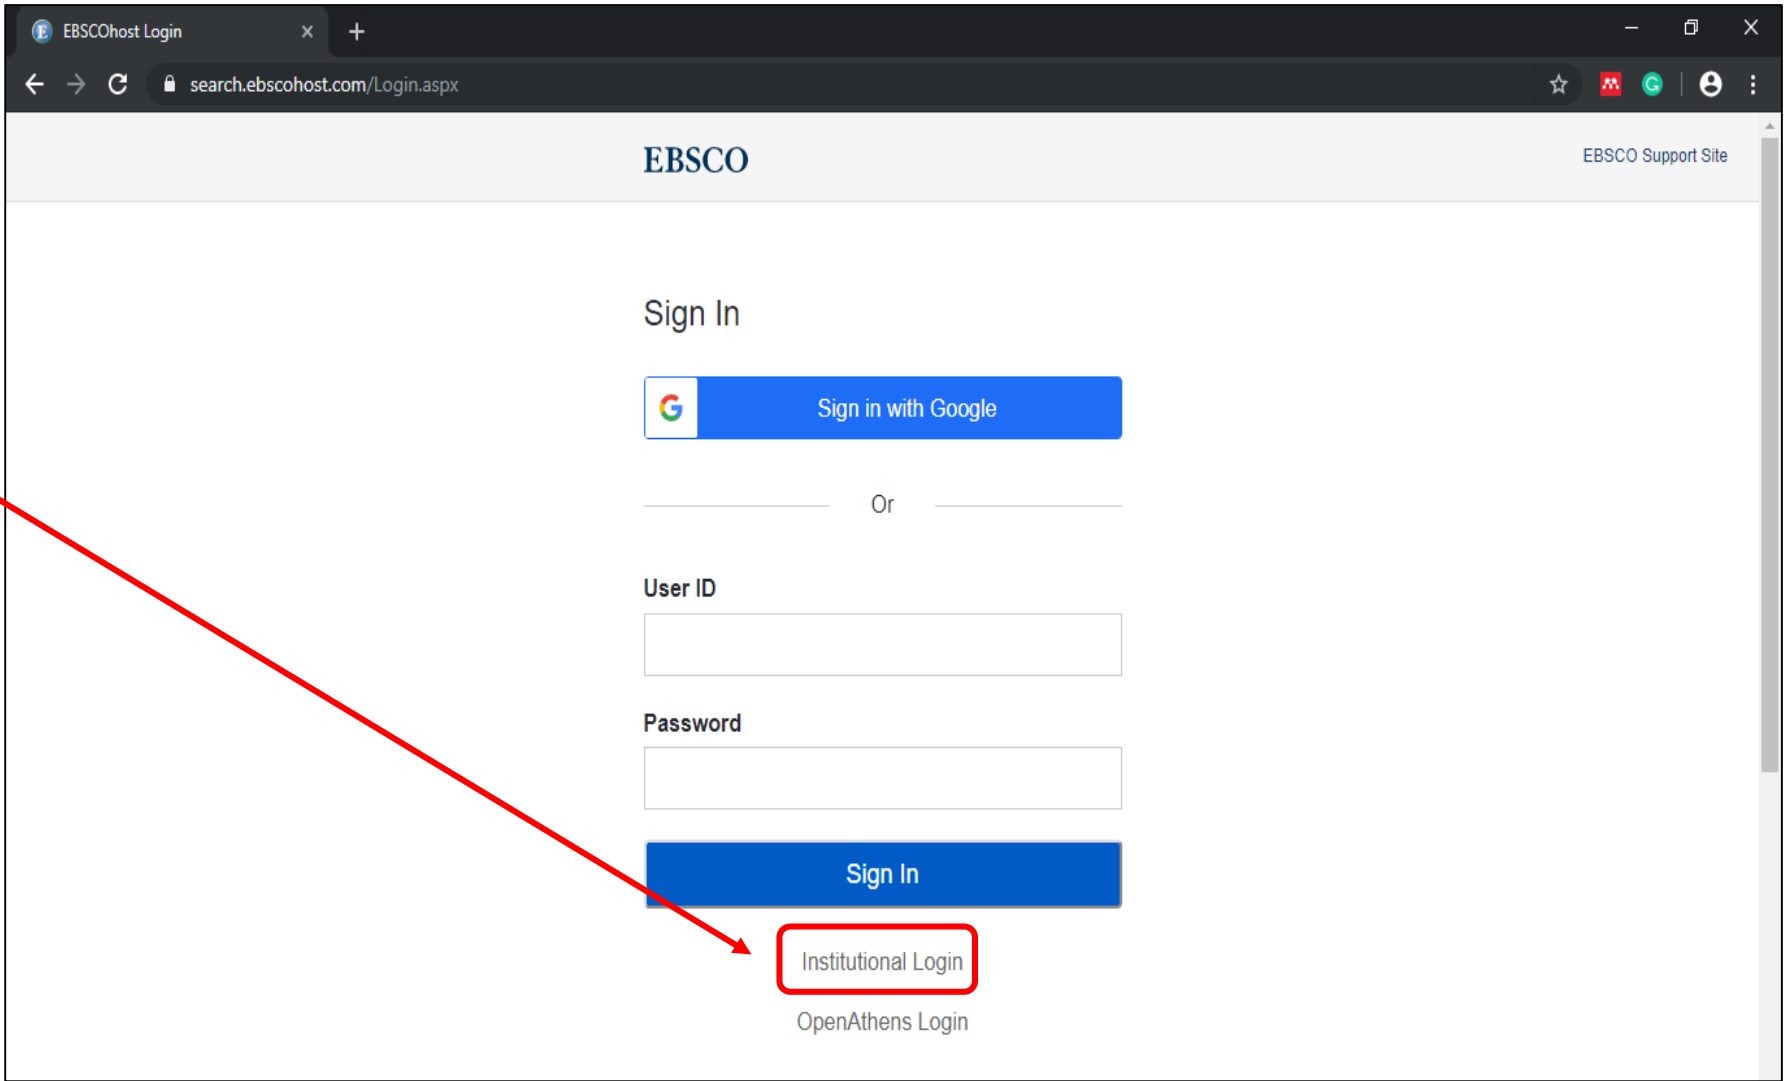 EBSCOhost Login
search.ebscohost.com/Login.aspx
EBSCO
EBSCO Support Site
Sign In
G Sign in with Google
Or
User ID
Password
Sign In
Institutional Login
OpenAthens Login